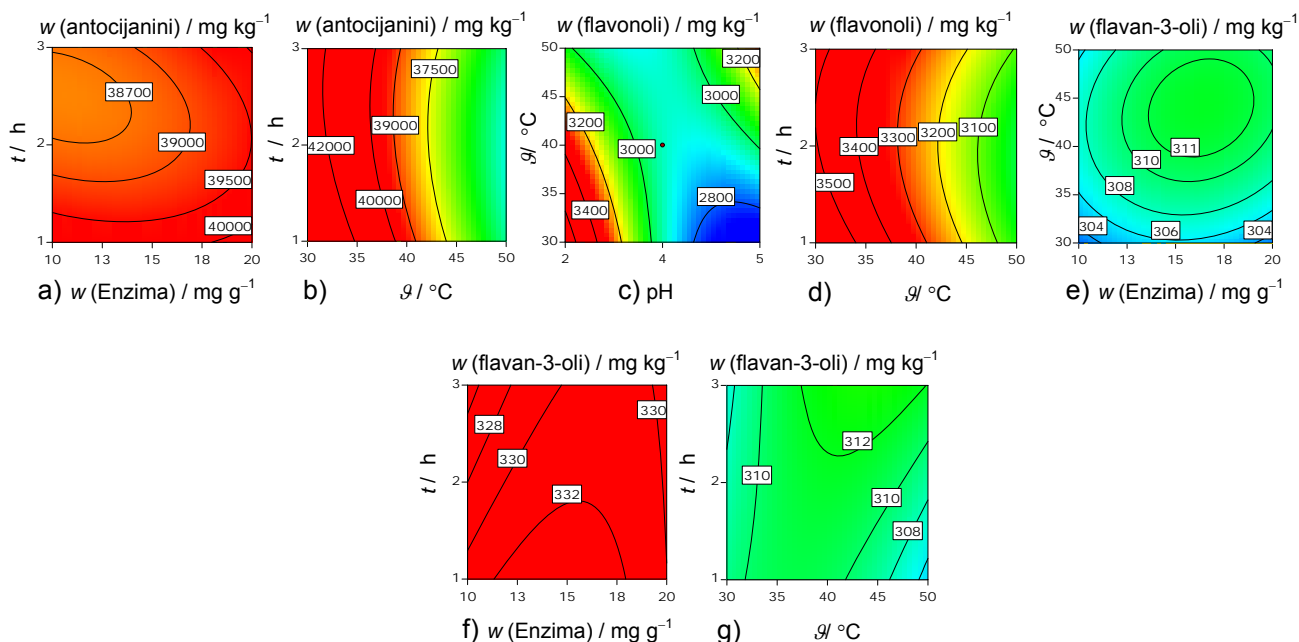 w (antocijanini) / mg kg⁻¹
3
2
1
t / h
38700
39000
39500
40000
10 13 15 18 20
a) w (Enzima) / mg g⁻¹
w (antocijanini) / mg kg⁻¹
3
2
1
t / h
37500
39000
42000
40000
30 35 40 45 50
b) ϑ/ °C
w (flavonoli) / mg kg⁻¹
50
45
40
35
30
ϑ/ °C
3200
3000
3200
3000
2800
3400
2 5
c) pH
w (flavonoli) / mg kg⁻¹
3
2
1
t / h
3100
3200
3300
3400
3500
30 35 40 45 50
d) ϑ/ °C
w (flavan-3-oli) / mg kg⁻¹
50
45
40
35
30
ϑ/ °C
311
310
308
304 306 304
10 13 15 18 20
e) w (Enzima) / mg g⁻¹
w (flavan-3-oli) / mg kg⁻¹
3
2
1
t / h
330
328
330
332
10 13 15 18 20
f) w (Enzima) / mg g⁻¹
w (flavan-3-oli) / mg kg⁻¹
3
2
1
t / h
312
310
310
308
30 35 40 45 50
g) ϑ/ °C